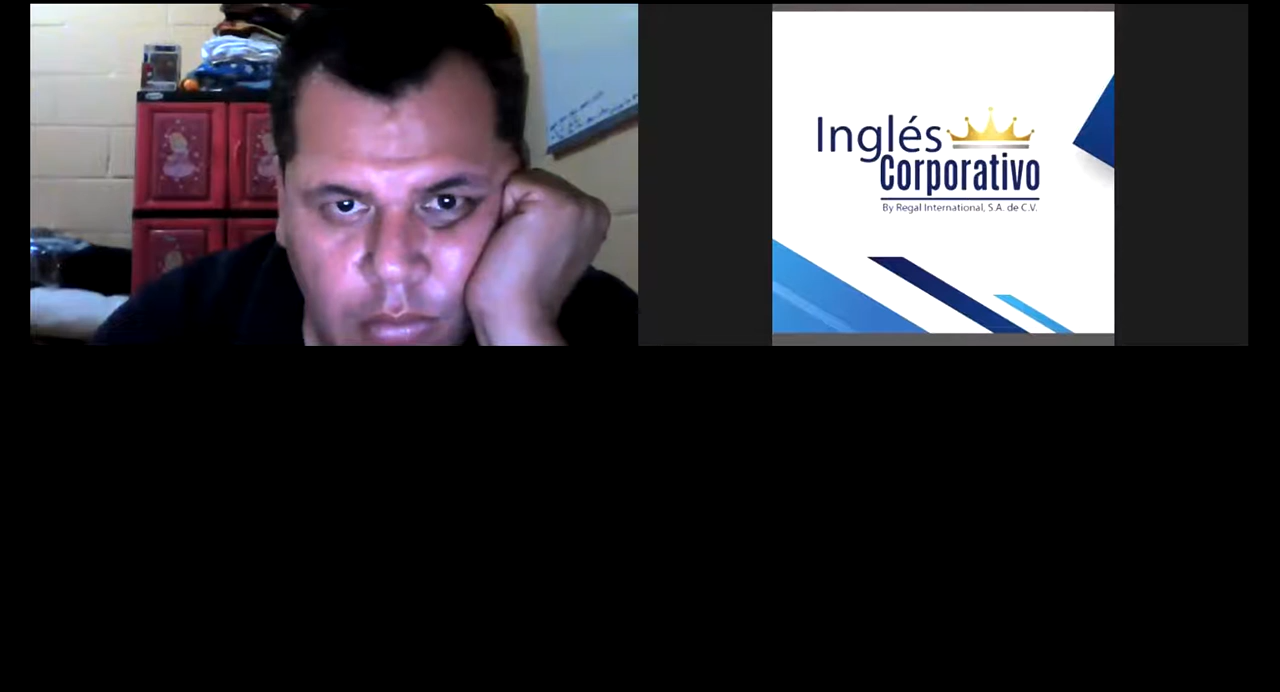 Inglés
Corporativo
By Regal International, S.A. de C.V.